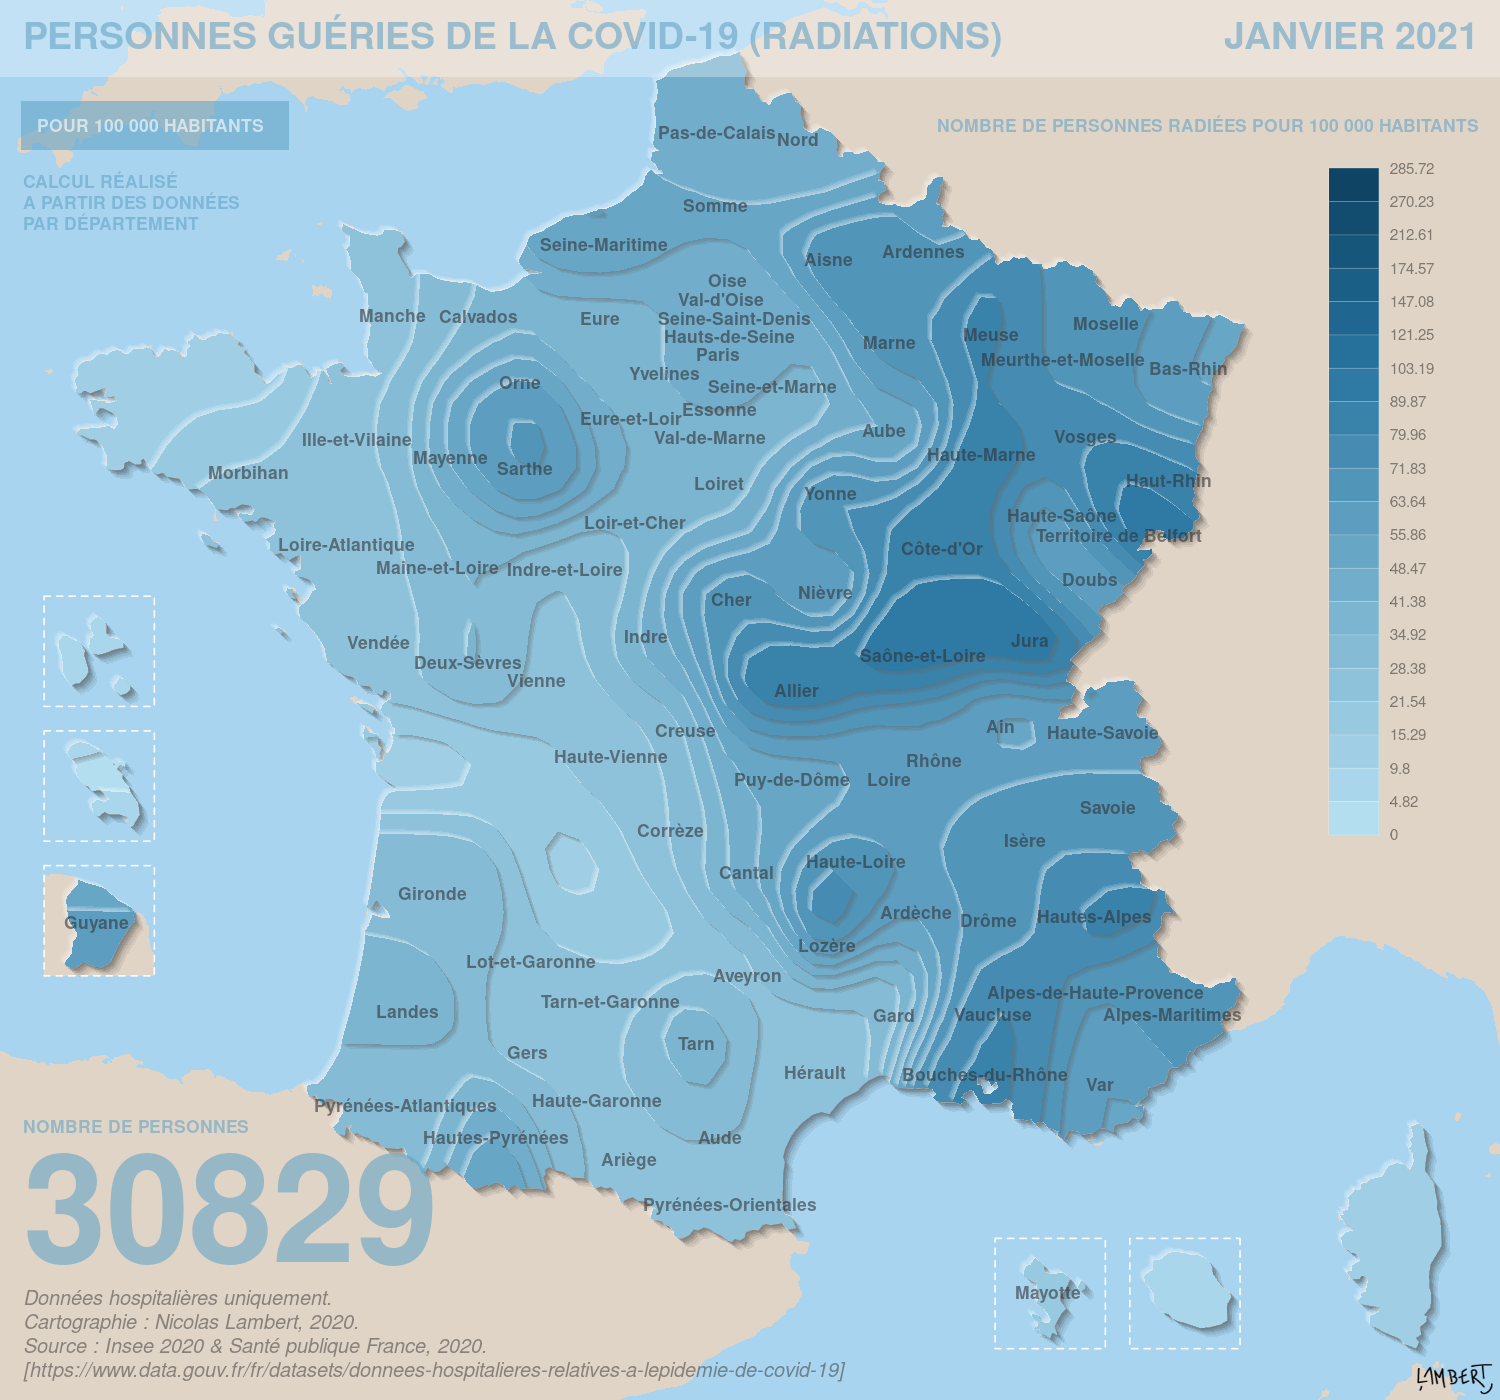 PERSONNES GUÉRIES DE LA COVID-19 (RADIATIONS)
JANVIER 2021
POUR 100 000 HABITANTS
CALCUL RÉALISÉ
A PARTIR DES DONNÉES
PAR DÉPARTEMENT
NOMBRE DE PERSONNES RADIÉES POUR 100 000 HABITANTS
285.72
270.23
212.61
174.57
147.08
121.25
103.19
89.87
79.96
71.83
63.64
55.86
48.47
41.38
34.92
28.38
21.54
15.29
9.8
4.82
0
Pas-de-Calais
Nord
Somme
Seine-Maritime
Aisne
Ardennes
Oise
Val-d'Oise
Manche
Calvados
Eure
Seine-Saint-Denis
Moselle
Hauts-de-Seine
Meuse
Marne
Paris
Meurthe-et-Moselle
Bas-Rhin
Yvelines
Orne
Seine-et-Marne
Essonne
Eure-et-Loir
Aube
Vosges
Ille-et-Vilaine
Val-de-Marne
Mayenne
Haute-Marne
Sarthe
Morbihan
Haut-Rhin
Loiret
Yonne
Loir-et-Cher
Haute-Saône
Territoire de Belfort
Loire-Atlantique
Côte-d'Or
Maine-et-Loire
Indre-et-Loire
Doubs
Cher
Nièvre
Vendée
Indre
Jura
Deux-Sèvres
Saône-et-Loire
Vienne
Allier
Creuse
Ain
Haute-Savoie
Haute-Vienne
Rhône
Puy-de-Dôme
Loire
Savoie
Corrèze
Isère
Haute-Loire
Cantal
Gironde
Ardèche
Drôme
Hautes-Alpes
Guyane
Lozère
Lot-et-Garonne
Aveyron
Alpes-de-Haute-Provence
Tarn-et-Garonne
Landes
Gard
Vaucluse
Alpes-Maritimes
Tarn
Gers
Hérault
Bouches-du-Rhône
Var
Pyrénées-Atlantiques
Haute-Garonne
Hautes-Pyrénées
Aude
Ariège
Pyrénées-Orientales
Mayotte
NOMBRE DE PERSONNES
30829
Données hospitalières uniquement.
Cartographie : Nicolas Lambert, 2020.
Source : Insee 2020 & Santé publique France, 2020.
[https://www.data.gouv.fr/fr/datasets/donnees-hospitalieres-relatives-a-lepidemie-de-covid-19]
LAMBERT